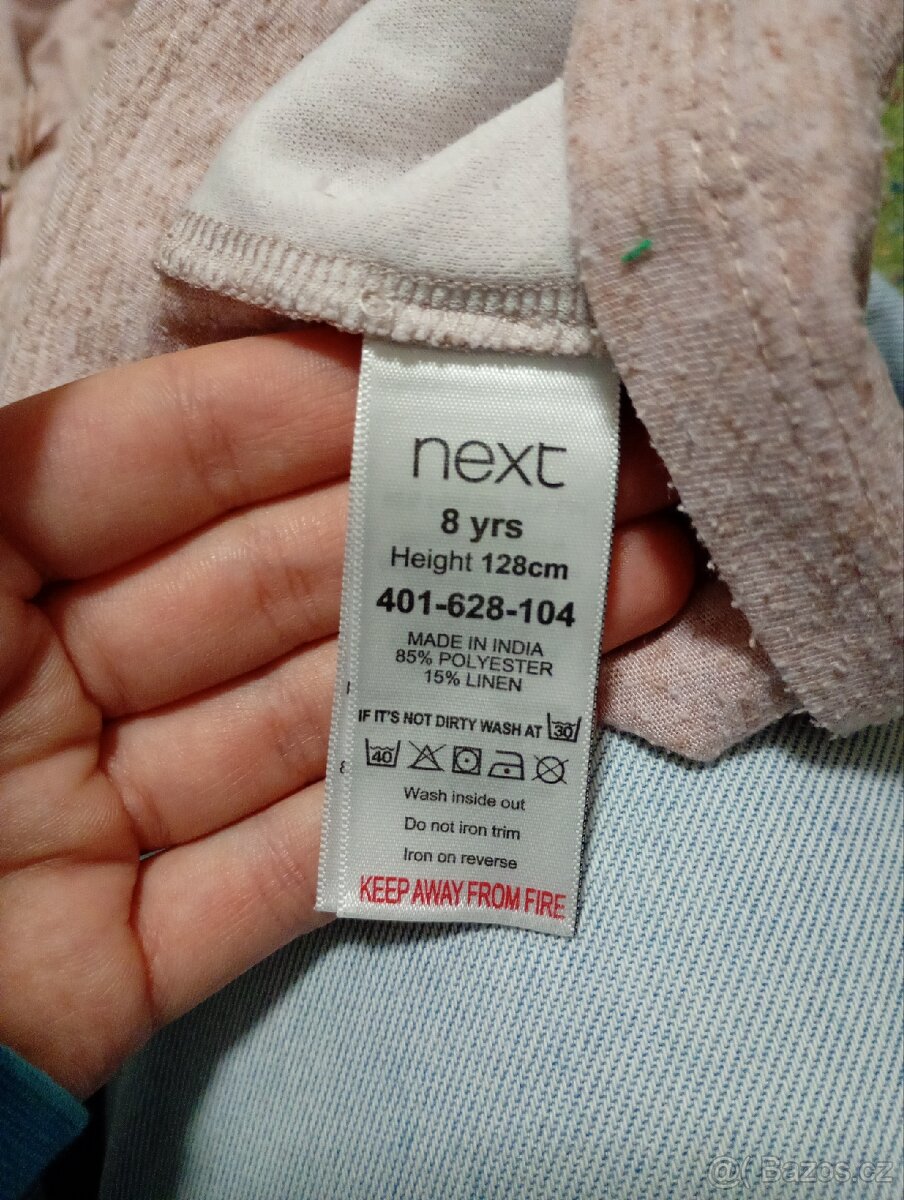 next
8 yrs
Height 128cm
401-628-104
MADE IN INDIA
85% POLYESTER
15% LINEN
IF IT'S NOT DIRTY WASH AT 30
40
Wash inside out
Do not iron trim
Iron on reverse
KEEP AWAY FROM FIRE
Bazos.cz